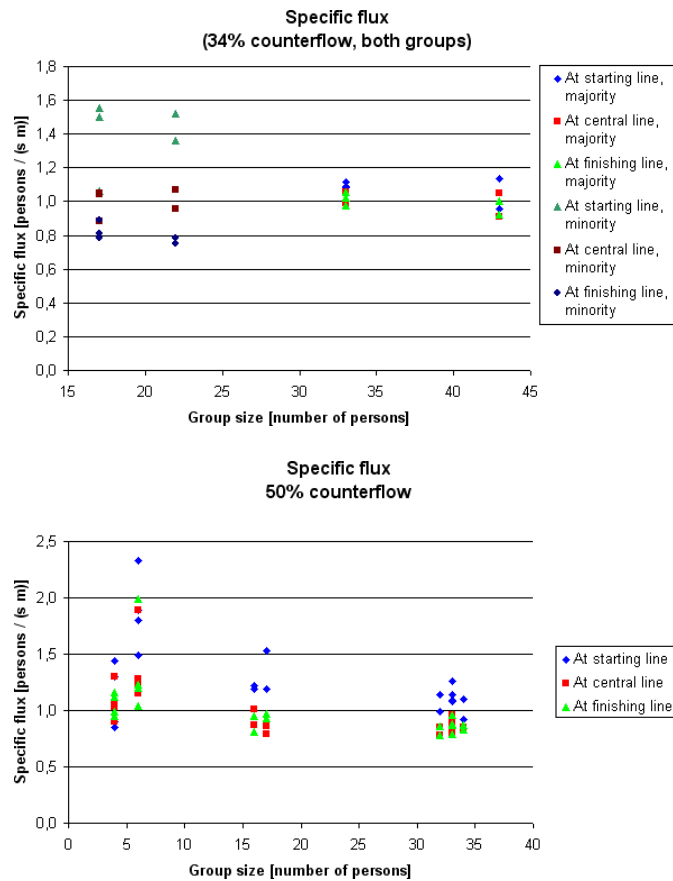 Specific flux
(34% counterflow, both groups)
Specific flux [persons / (s m)]
1,8
1,6
1,4
1,2
1,0
0,8
0,6
0,4
0,2
0,0
15 20 25 30 35 40 45
Group size [number of persons]
At starting line,
majority
At central line,
majority
At finishing line,
majority
At starting line,
minority
At central line,
minority
At finishing line,
minority
Specific flux
50% counterflow
Specific flux [persons / (s m)]
2,5
2,0
1,5
1,0
0,5
0,0
0 5 10 15 20 25 30 35 40
Group size [number of persons]
At starting line
At central line
At finishing line